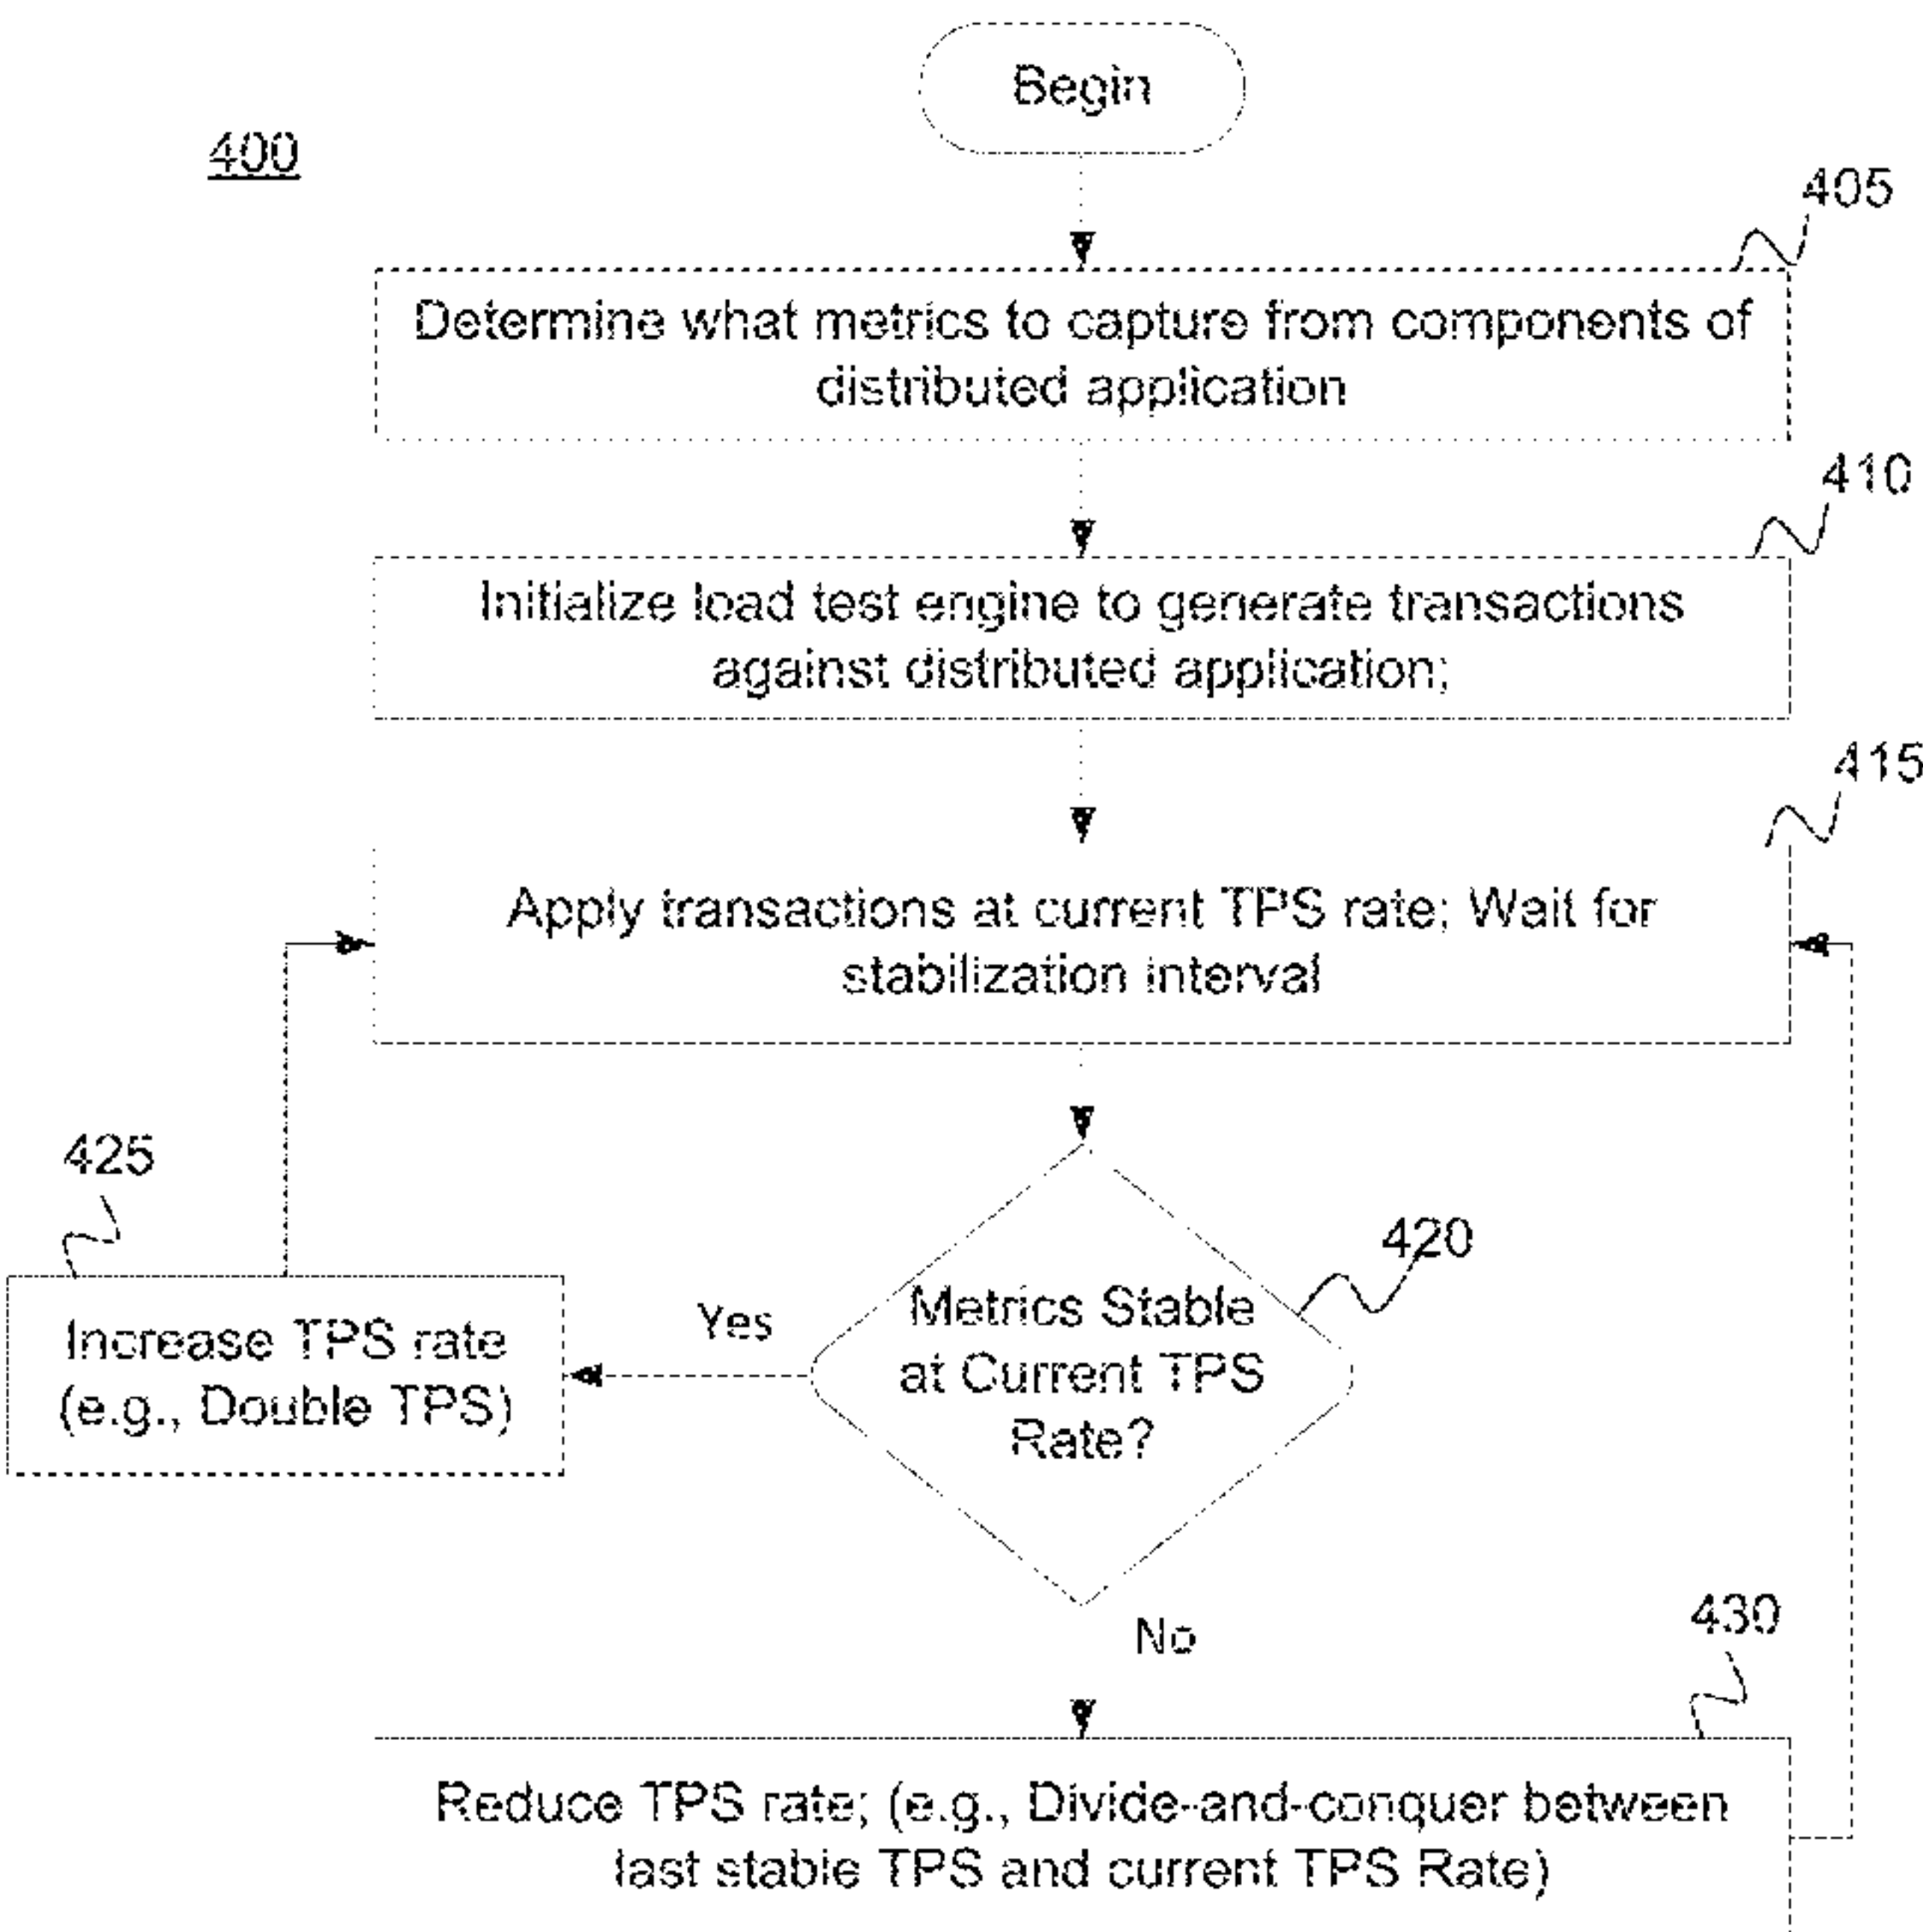 Begin
400
405
Determine what metrics to capture from components of
distributed application
410
Initialize load test engine to generate transactions
against distributed application;
415
Apply transactions at current TPS rate; Wait for
stabilization interval
425
420
Metrics Stable
at Current TPS
Rate?
Yes
Increase TPS rate
(e.g., Double TPS)
No
430
Reduce TPS rate; (e.g., Divide-and-conquer between
last stable TPS and current TPS Rate)